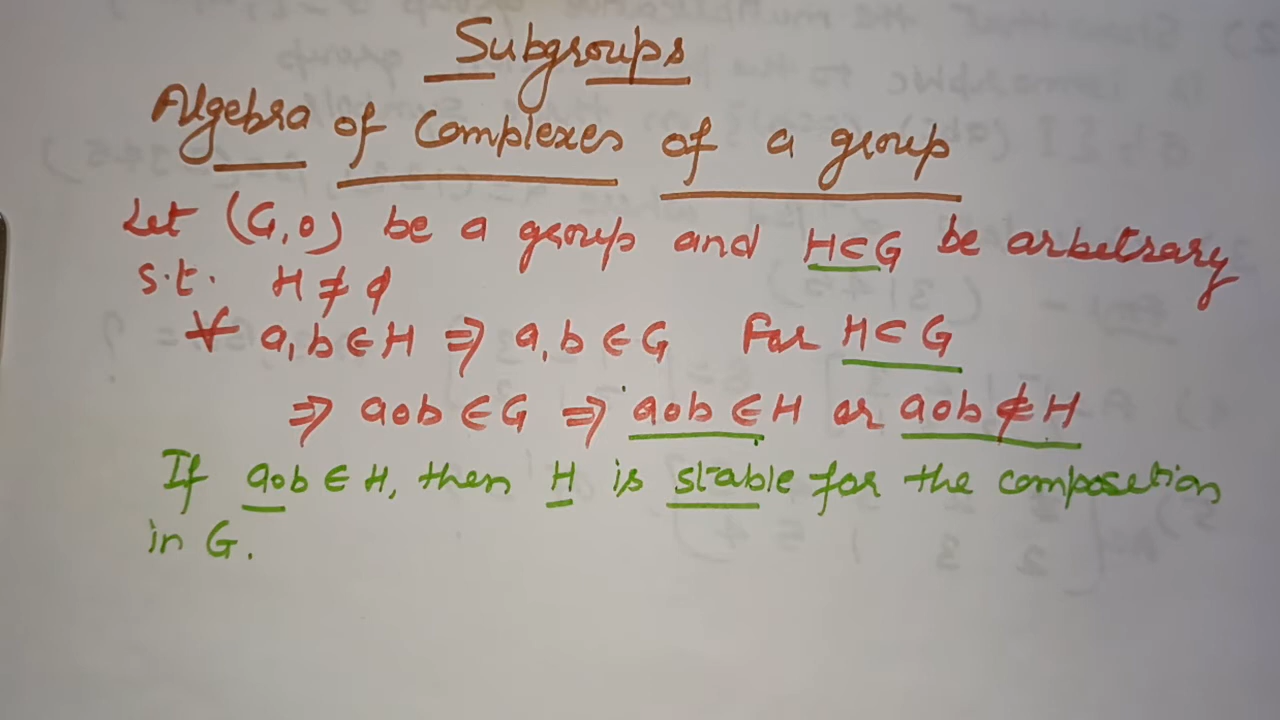 Subgroups
Algebra of complexes of a group
Let (G,o) be a group and H⊂G be arbitrary
s.t. H ≠ φ
∀ a,b ∈ H ⇒ a,b ∈ G For H ⊂ G
⇒ aob ∈ G ⇒ aob ∈ H or aob ∉ H
If aob ∈ H, then H is stable for the composition
in G.